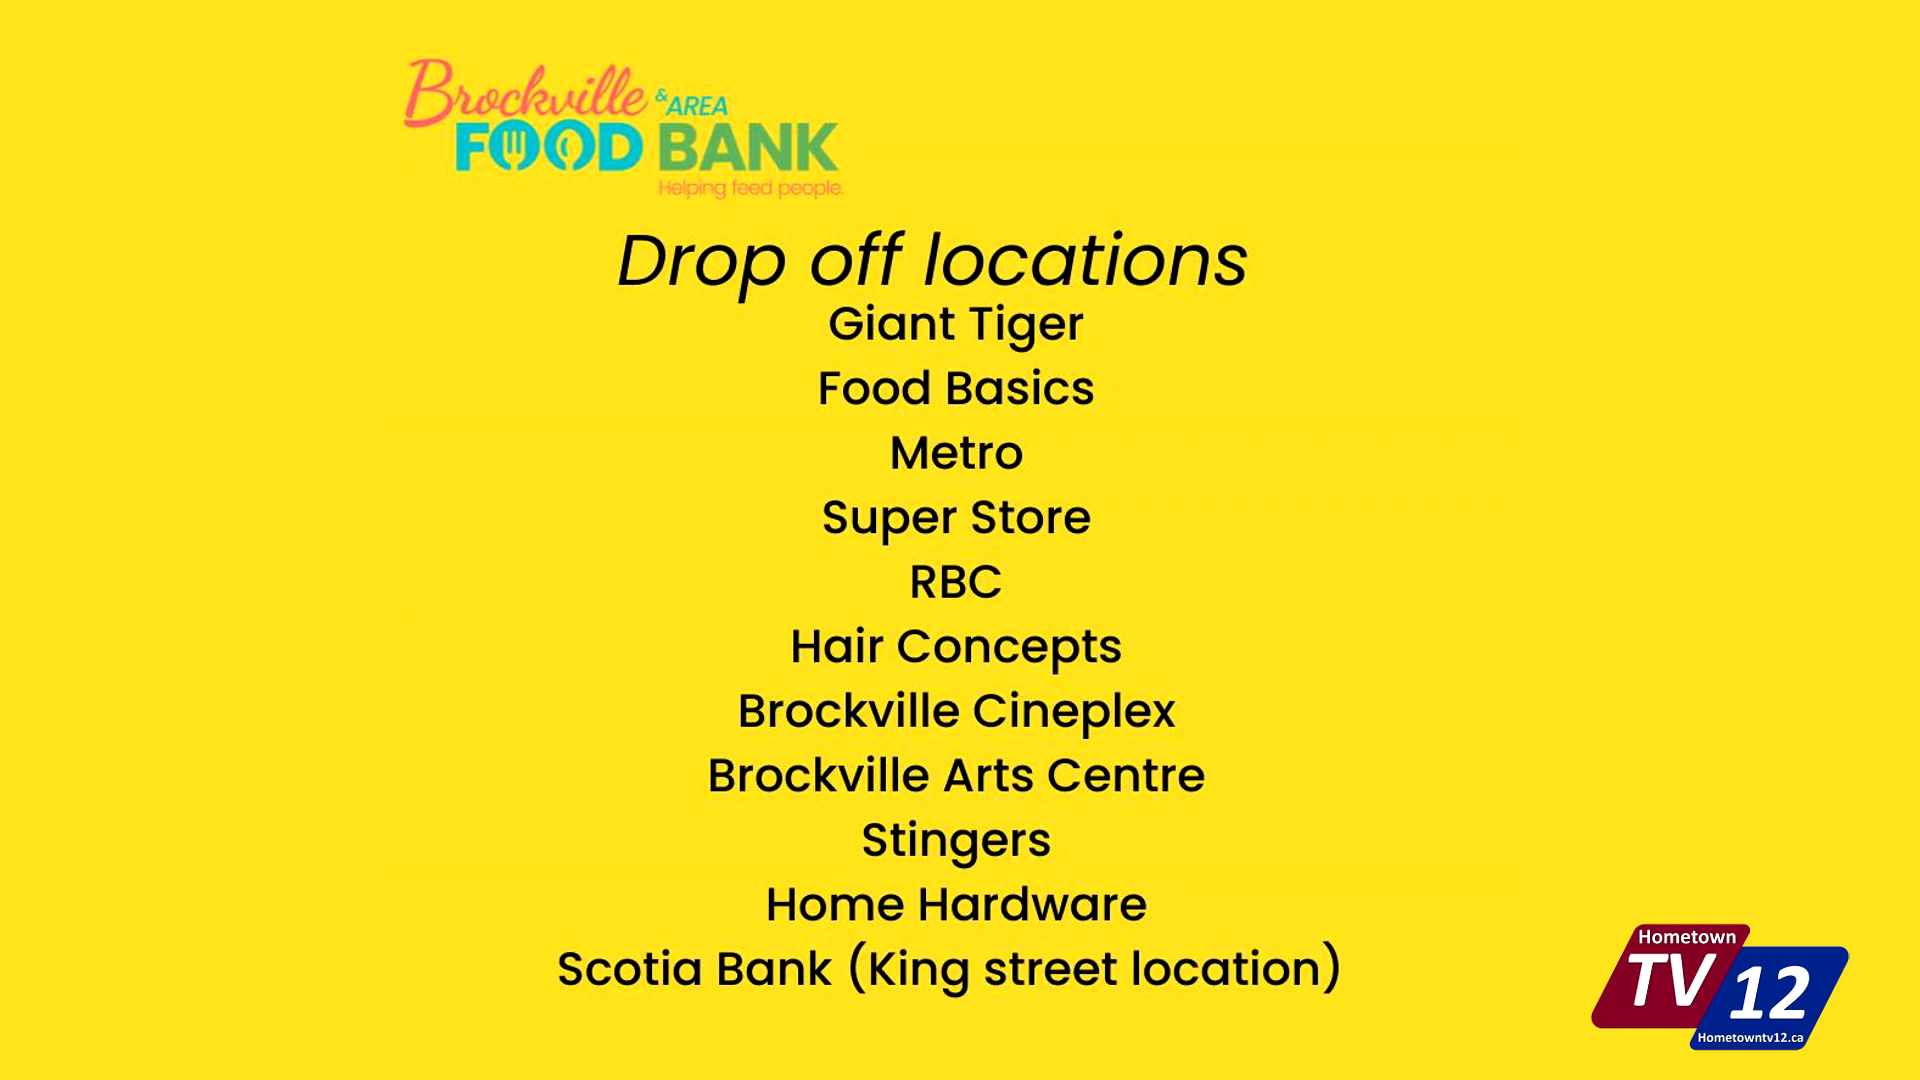 Brockville & AREA
FOOD BANK
Helping feed people.
Drop off locations
Giant Tiger
Food Basics
Metro
Super Store
RBC
Hair Concepts
Brockville Cineplex
Brockville Arts Centre
Stingers
Home Hardware
Scotia Bank (King street location)
Hometown
TV 12
Hometowntv12.ca